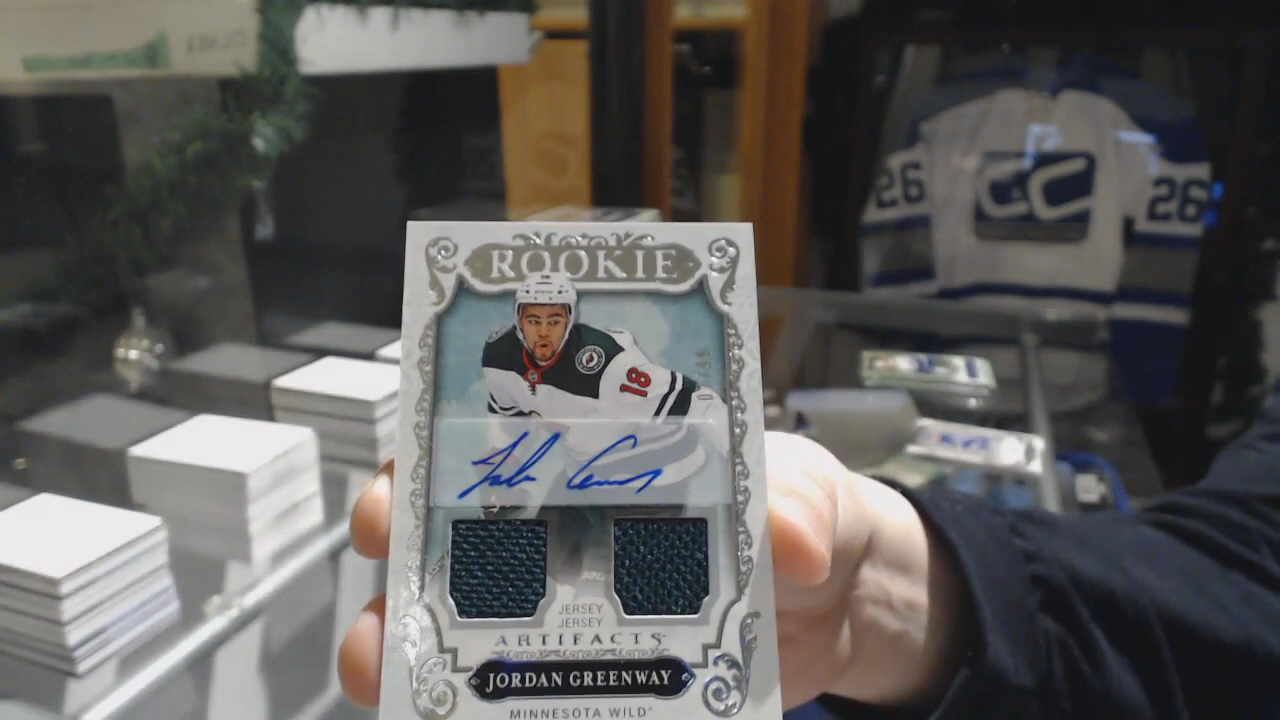 ROOKIE
18
JERSEY
JERSEY
ARTIFACTS
JORDAN GREENWAY
MINNESOTA WILD
26
26